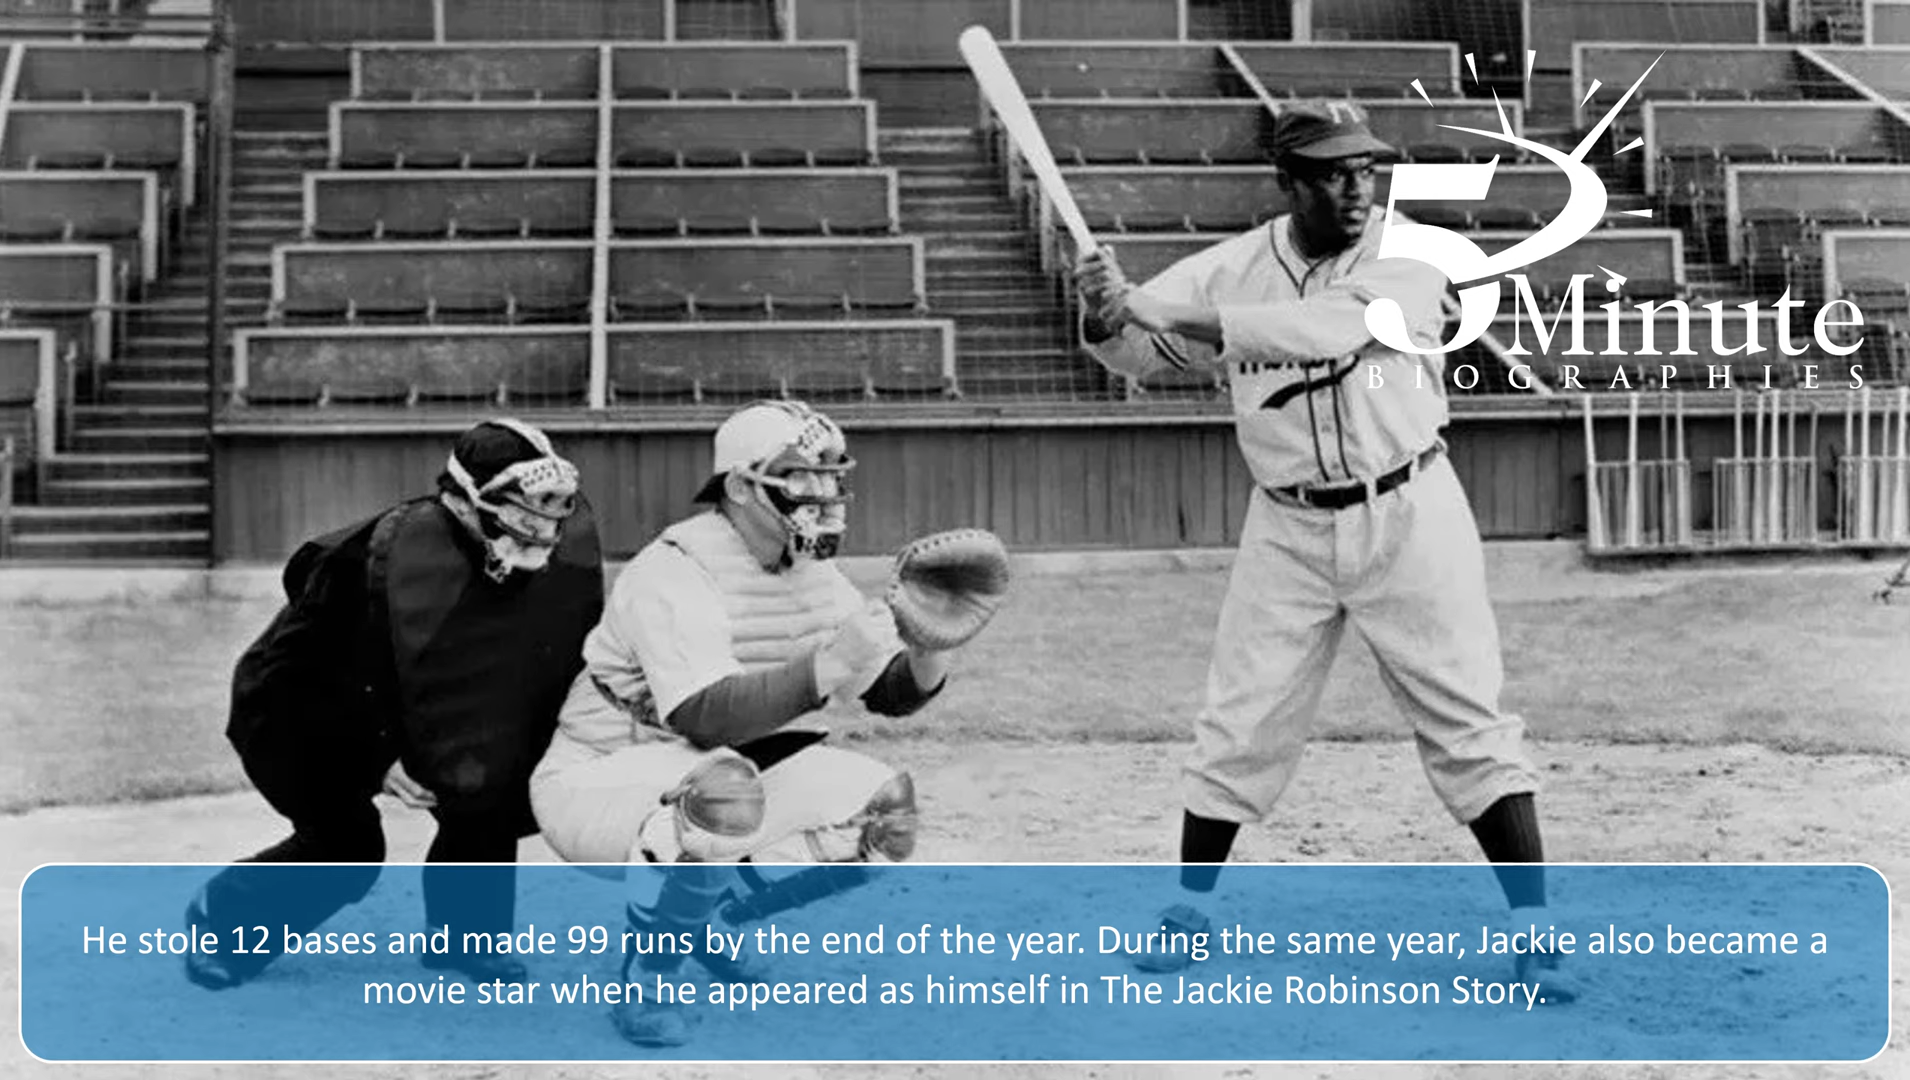 5
Minute
BIOGRAPHIES
He stole 12 bases and made 99 runs by the end of the year. During the same year, Jackie also became a
movie star when he appeared as himself in The Jackie Robinson Story.